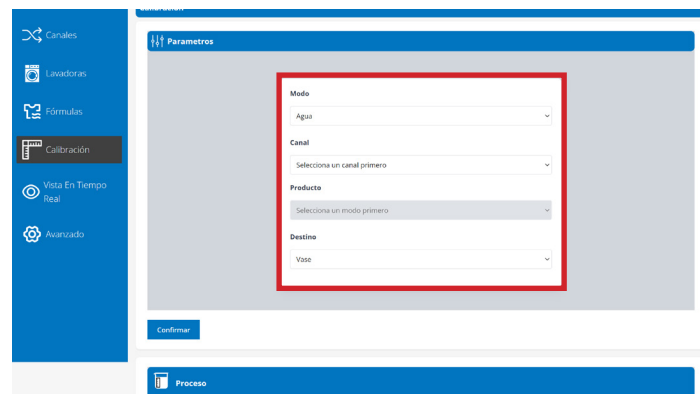 Calibración
Canales
Lavadoras
Fórmulas
Calibración
Vista En Tiempo
Real
Avanzado
Parametros
Modo
Agua
Canal
Selecciona un canal primero
Producto
Selecciona un modo primero
Destino
Vase
Confirmar
Proceso